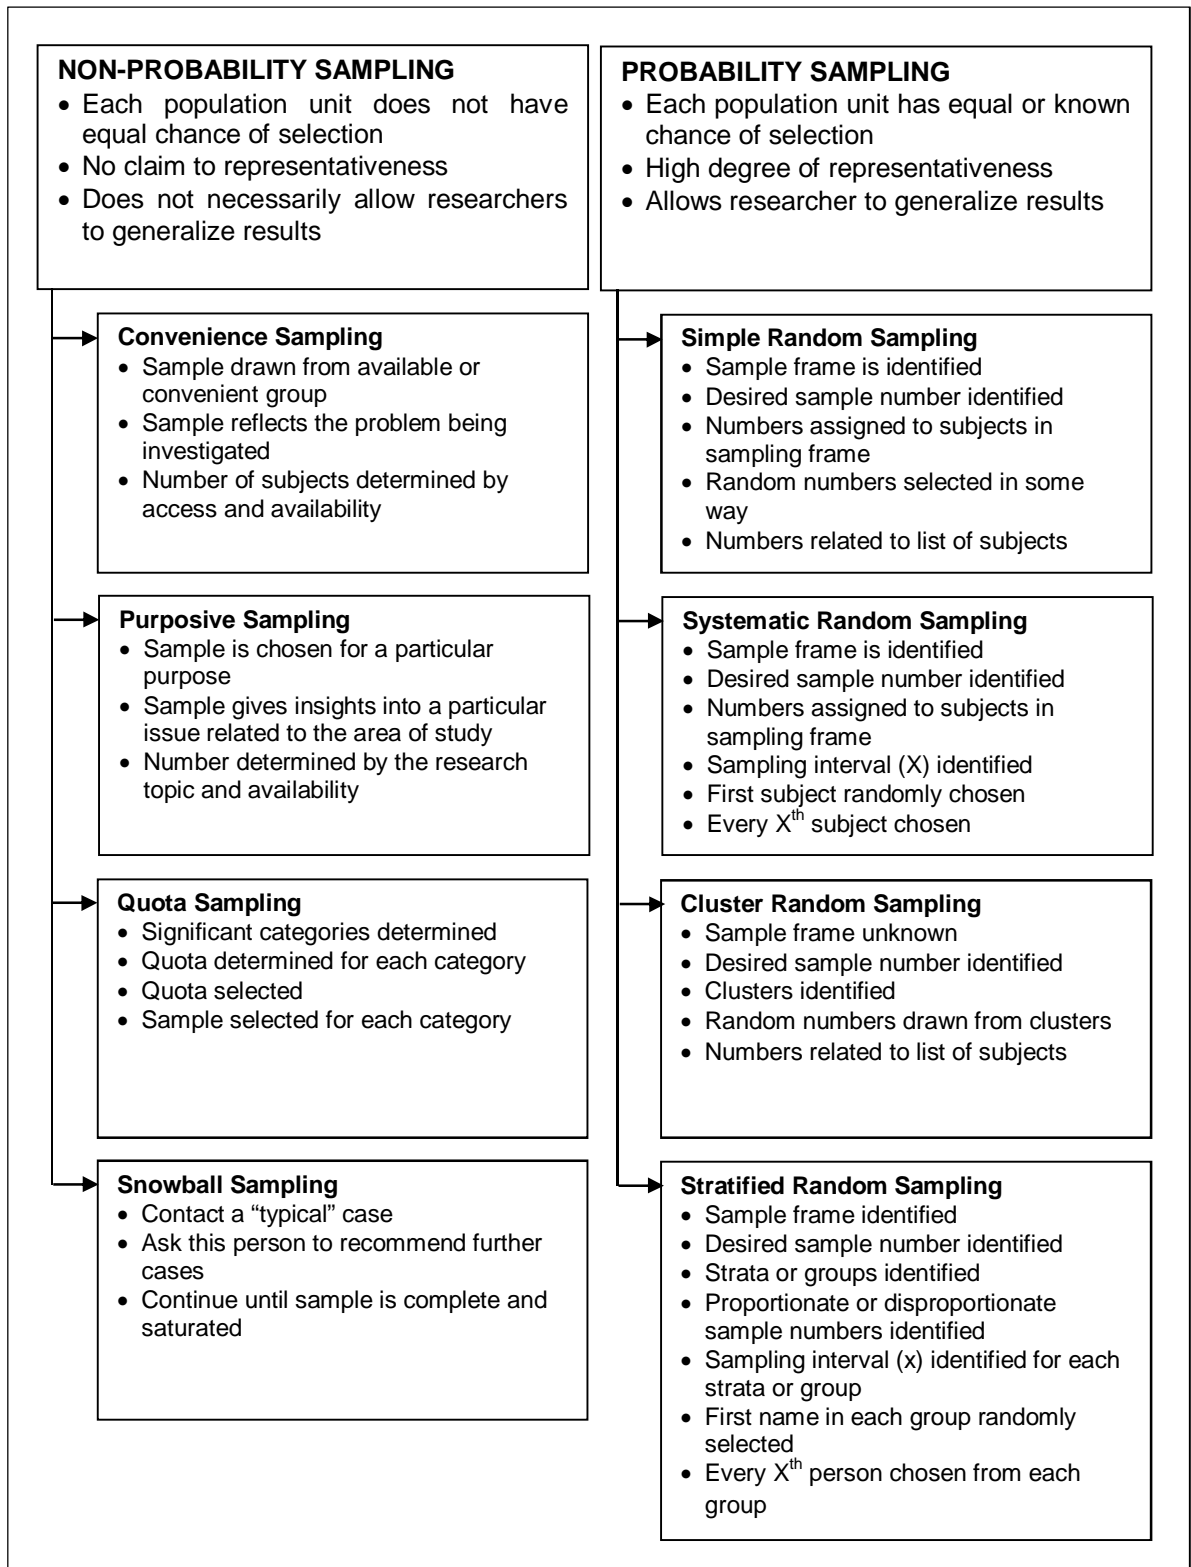 NON-PROBABILITY SAMPLING
• Each population unit does not have
equal chance of selection
• No claim to representativeness
• Does not necessarily allow researchers
to generalize results
PROBABILITY SAMPLING
• Each population unit has equal or known
chance of selection
• High degree of representativeness
• Allows researcher to generalize results
Convenience Sampling
• Sample drawn from available or
convenient group
• Sample reflects the problem being
investigated
• Number of subjects determined by
access and availability
Simple Random Sampling
• Sample frame is identified
• Desired sample number identified
• Numbers assigned to subjects in
sampling frame
• Random numbers selected in some
way
• Numbers related to list of subjects
Purposive Sampling
• Sample is chosen for a particular
purpose
• Sample gives insights into a particular
issue related to the area of study
• Number determined by the research
topic and availability
Systematic Random Sampling
• Sample frame is identified
• Desired sample number identified
• Numbers assigned to subjects in
sampling frame
• Sampling interval (X) identified
• First subject randomly chosen
• Every Xth subject chosen
Quota Sampling
• Significant categories determined
• Quota determined for each category
• Quota selected
• Sample selected for each category
Cluster Random Sampling
• Sample frame unknown
• Desired sample number identified
• Clusters identified
• Random numbers drawn from clusters
• Numbers related to list of subjects
Snowball Sampling
• Contact a “typical” case
• Ask this person to recommend further
cases
• Continue until sample is complete and
saturated
Stratified Random Sampling
• Sample frame identified
• Desired sample number identified
• Strata or groups identified
• Proportionate or disproportionate
sample numbers identified
• Sampling interval (x) identified for each
strata or group
• First name in each group randomly
selected
• Every Xth person chosen from each
group